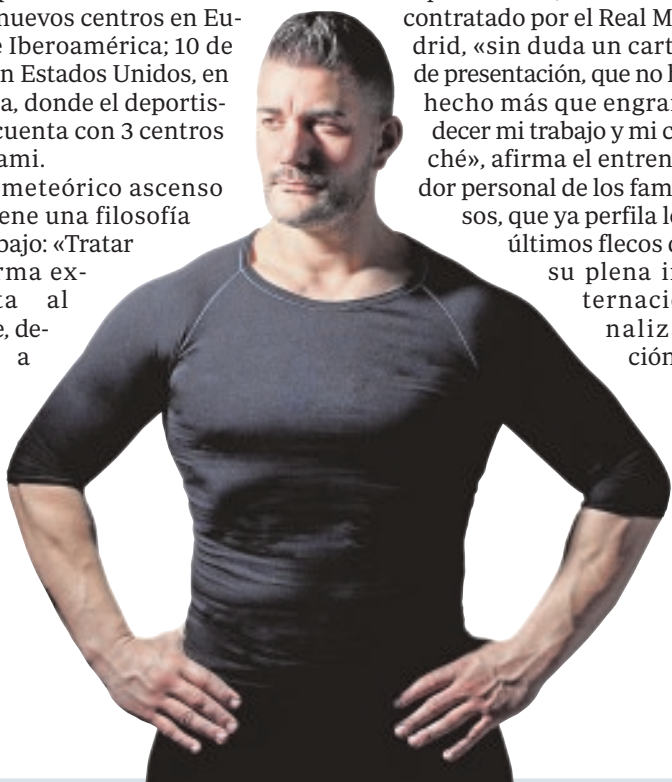 nuevos centros en Eu-
e Iberoamérica; 10 de
n Estados Unidos, en
a, donde el deportis-
cuenta con 3 centros
ami.
meteórico ascenso
ene una filosofía
bajo: «Tratar
rma ex-
ta al
e, de-
a
contratado por el Real M
drid, «sin duda un cart
de presentación, que no h
hecho más que engra
decer mi trabajo y mi c
ché», afirma el entren
dor personal de los fam
sos, que ya perfila l
últimos flecos d
su plena i
ternaci
naliz
ción